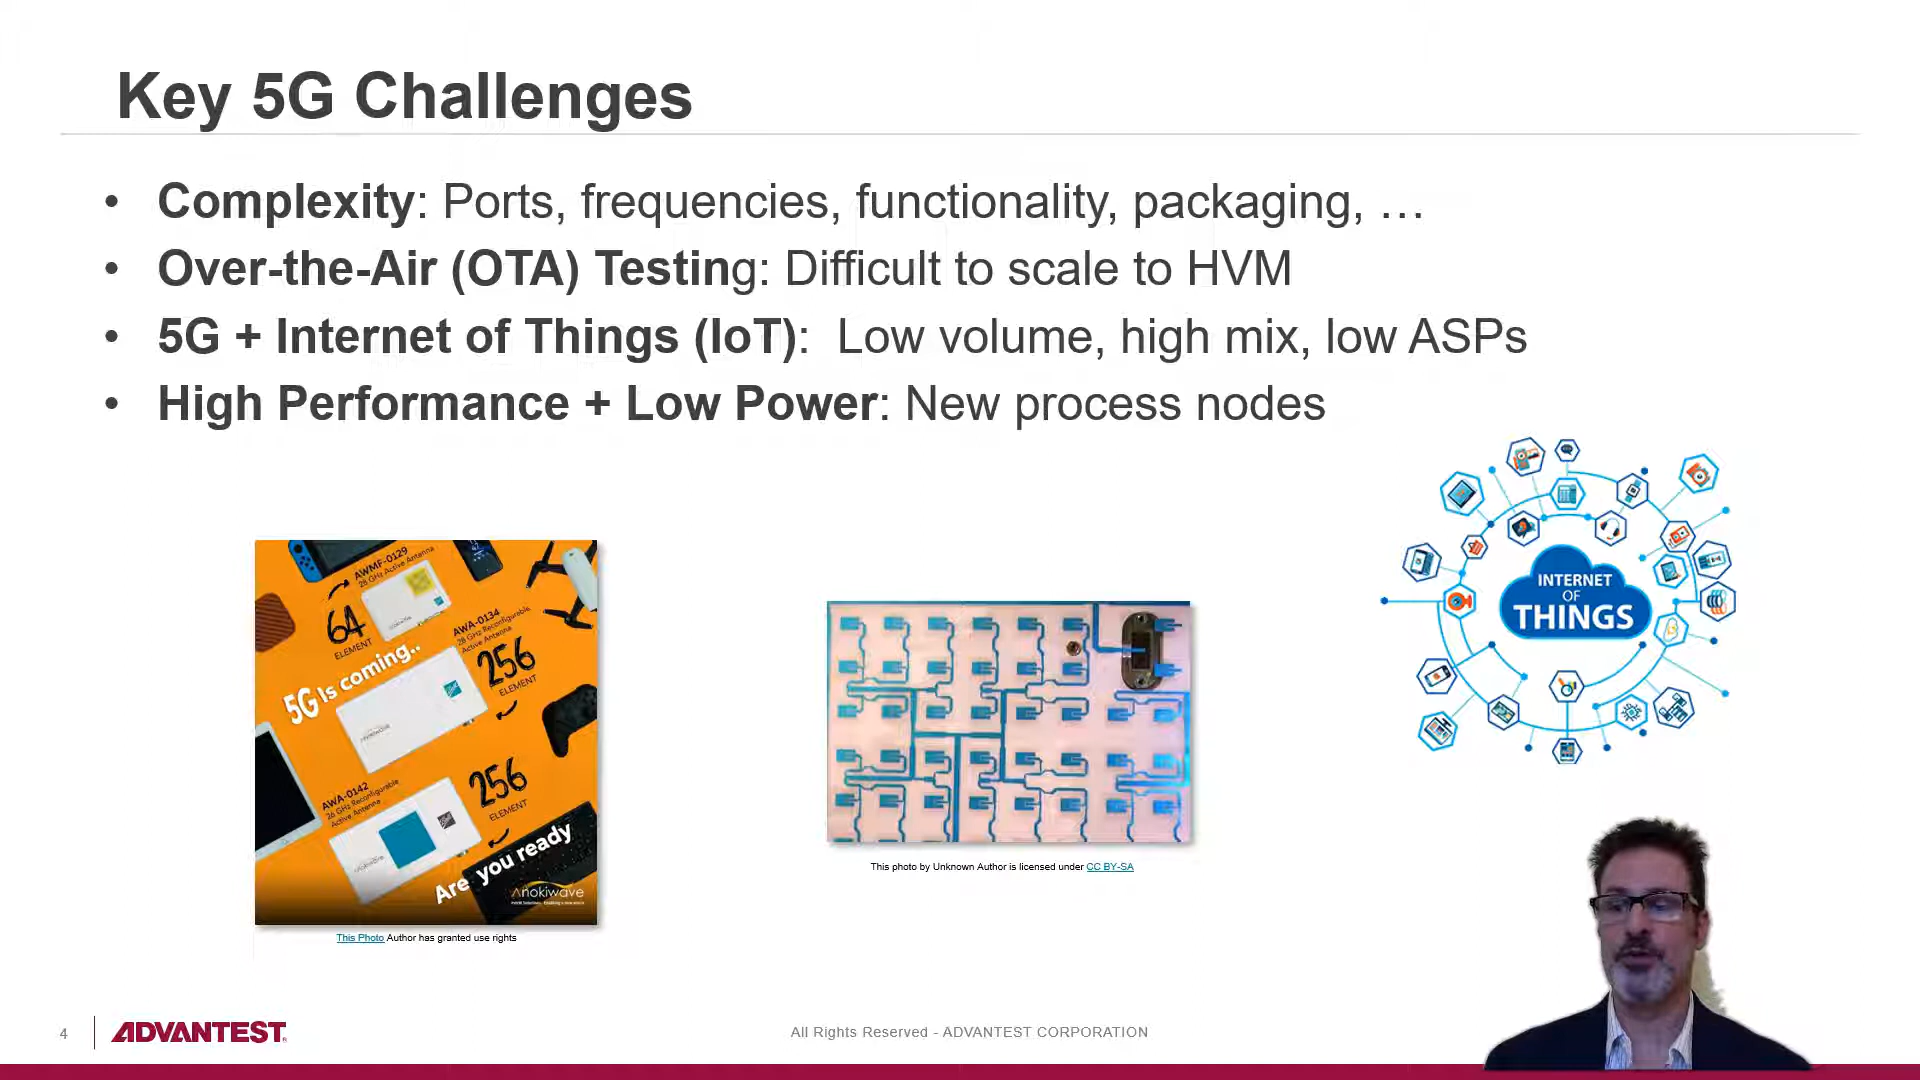 Key 5G Challenges
• Complexity: Ports, frequencies, functionality, packaging, …
• Over-the-Air (OTA) Testing: Difficult to scale to HVM
• 5G + Internet of Things (IoT):  Low volume, high mix, low ASPs
• High Performance + Low Power: New process nodes
AWMF-0129
28 GHz Active Antenna
64
ELEMENT
AWA-0134
28 GHz Reconfigurable
Active Antenna
256
ELEMENT
5G Is coming..
AWA-0142
26 GHz Reconfigurable
Active Antenna
256
ELEMENT
Are you ready
Anokiwave
This Photo Author has granted use rights
This photo by Unknown Author is licensed under CC BY-SA
INTERNET
OF
THINGS
4
ADVANTEST
All Rights Reserved - ADVANTEST CORPORATION